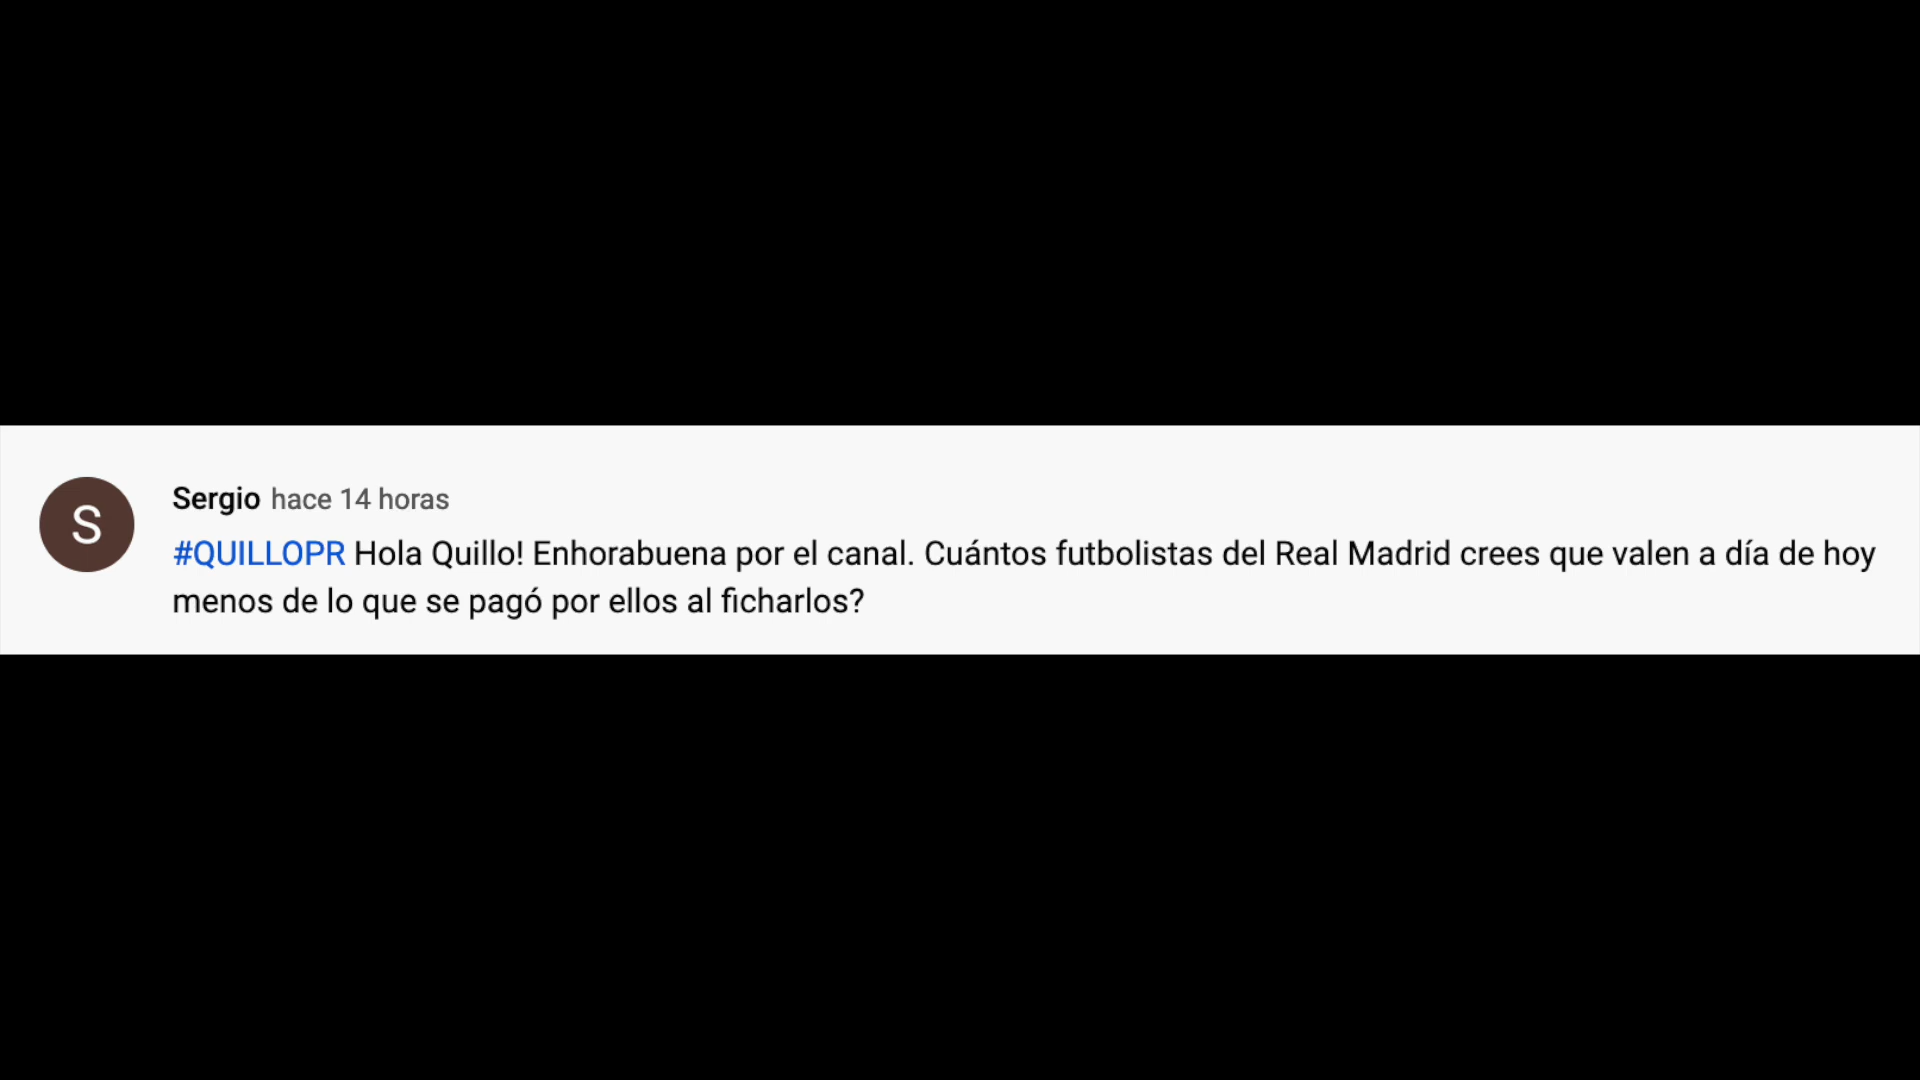 S
Sergio hace 14 horas
#QUILLOPR Hola Quillo! Enhorabuena por el canal. Cuántos futbolistas del Real Madrid crees que valen a día de hoy
menos de lo que se pagó por ellos al ficharlos?